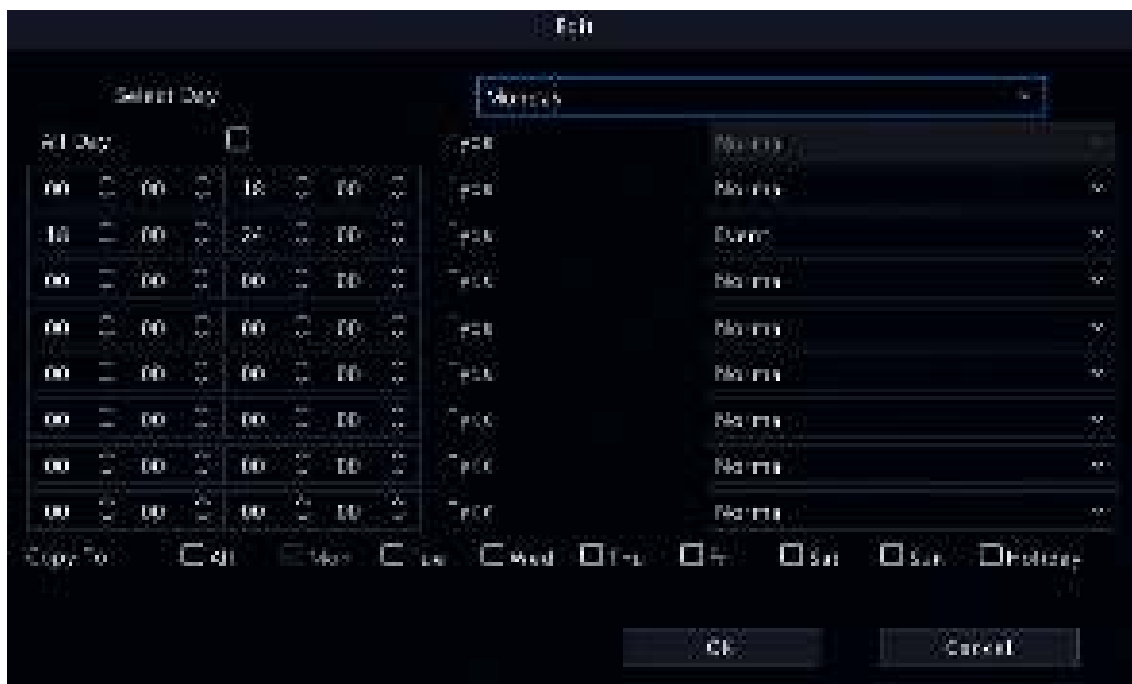 Edit
Select Day Monday
All Day Type Normal
00 00 18 00 Type Normal
18 00 24 00 Type Event
00 00 00 00 Type Normal
00 00 00 00 Type Normal
00 00 00 00 Type Normal
00 00 00 00 Type Normal
00 00 00 00 Type Normal
00 00 00 00 Type Normal
Copy To All Mon Tue Wed Thu Fri Sat Sun Holiday
OK Cancel